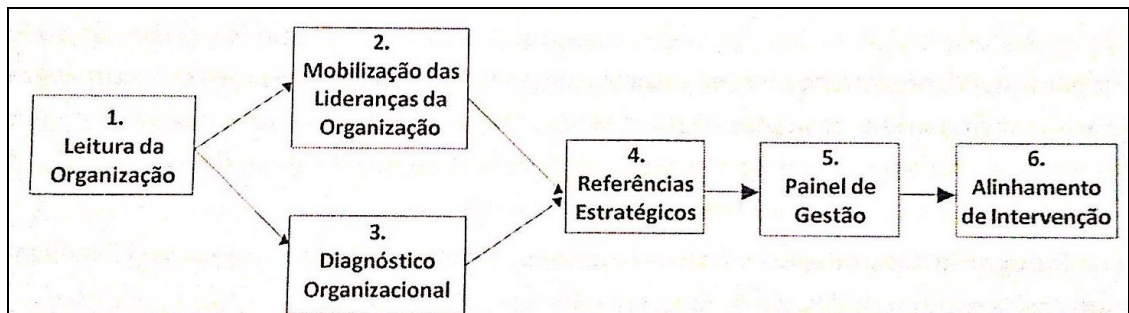 1.
Leitura da
Organização
2.
Mobilização das
Lideranças da
Organização
3.
Diagnóstico
Organizacional
4.
Referências
Estratégicos
5.
Painel de
Gestão
6.
Alinhamento
de Intervenção